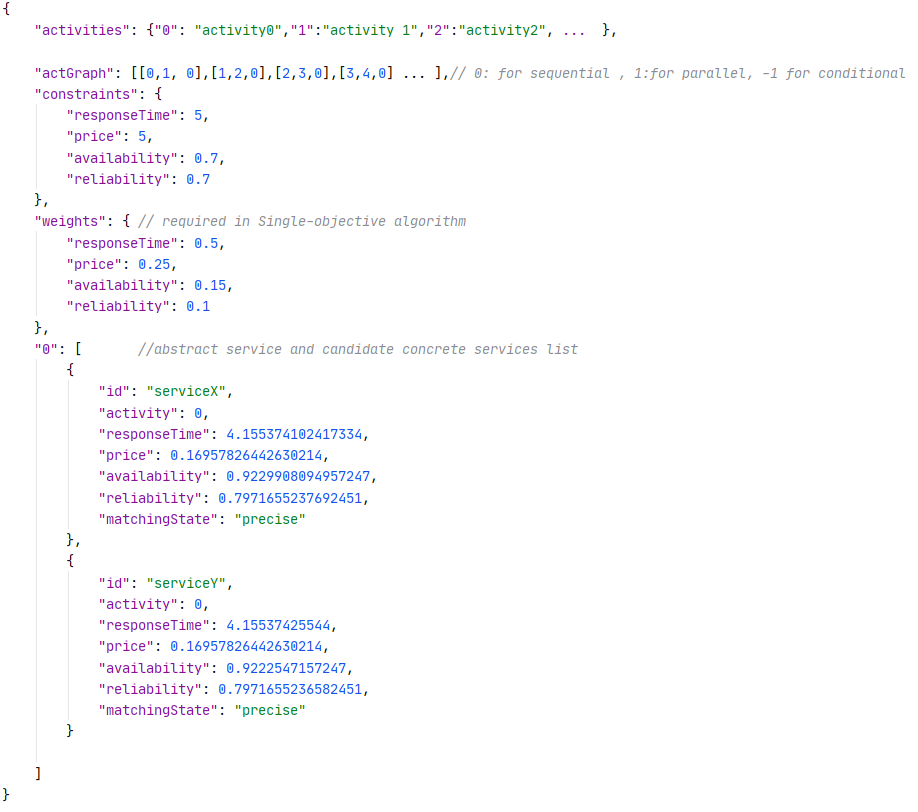 {
"activities": {"0": "activity0","1":"activity 1","2":"activity2", ... },
"actGraph": [[0,1, 0],[1,2,0],[2,3,0],[3,4,0] ... ],// 0: for sequential , 1:for parallel, -1 for conditional
"constraints": {
"responseTime": 5,
"price": 5,
"availability": 0.7,
"reliability": 0.7
},
"weights": { // required in Single-objective algorithm
"responseTime": 0.5,
"price": 0.25,
"availability": 0.15,
"reliability": 0.1
},
"0": [ //abstract service and candidate concrete services list
{
"id": "serviceX",
"activity": 0,
"responseTime": 4.155374102417334,
"price": 0.16957826442630214,
"availability": 0.9229908094957247,
"reliability": 0.7971655237692451,
"matchingState": "precise"
},
{
"id": "serviceY",
"activity": 0,
"responseTime": 4.15537425544,
"price": 0.16957826442630214,
"availability": 0.9222547157247,
"reliability": 0.7971655236582451,
"matchingState": "precise"
}
]
}